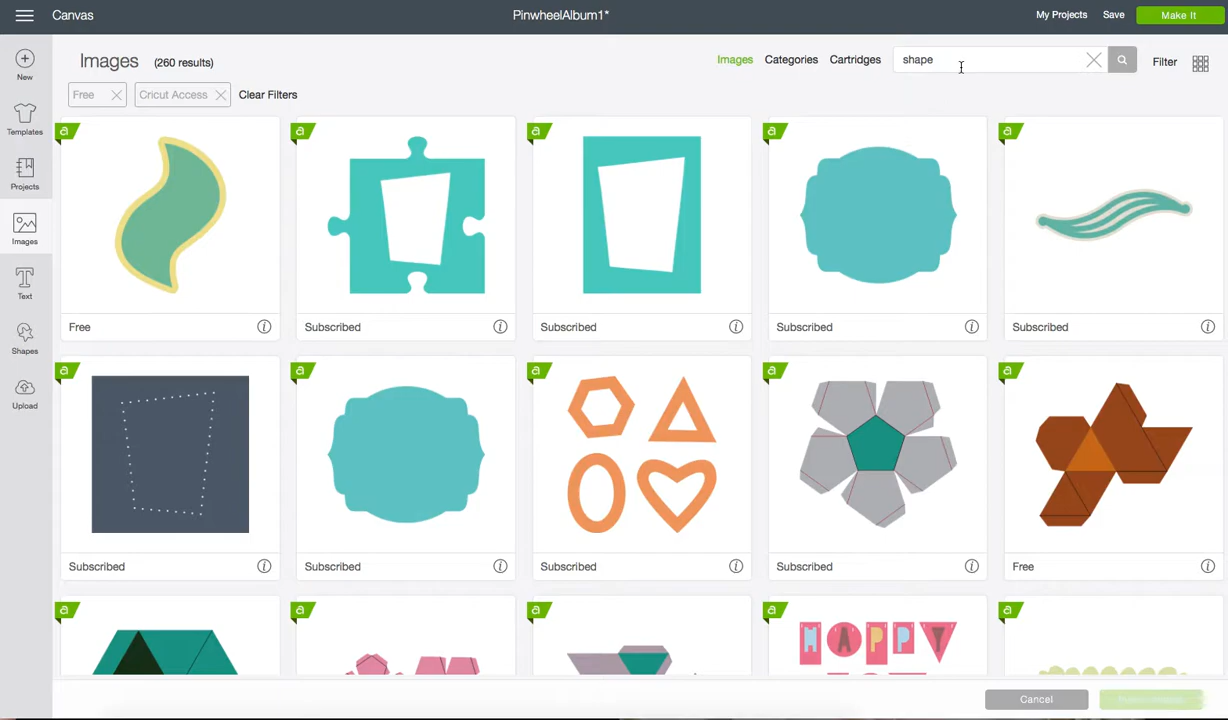 Canvas
PinwheelAlbum1*
My Projects
Save
Make It
New
Templates
Projects
Images
Text
Shapes
Upload
Images (260 results)
Images
Categories
Cartridges
shape
Filter
Free
Cricut Access
Clear Filters
a
a
a
a
a
Free
Subscribed
Subscribed
Subscribed
Subscribed
a
a
a
a
a
Subscribed
Subscribed
Subscribed
Subscribed
Free
a
a
a
a
a
HAPPY
Cancel